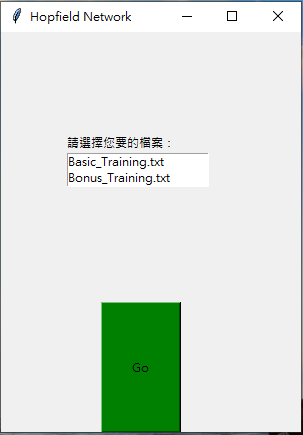 Hopfield Network
請選擇您要的檔案：
Basic_Training.txt
Bonus_Training.txt
Go